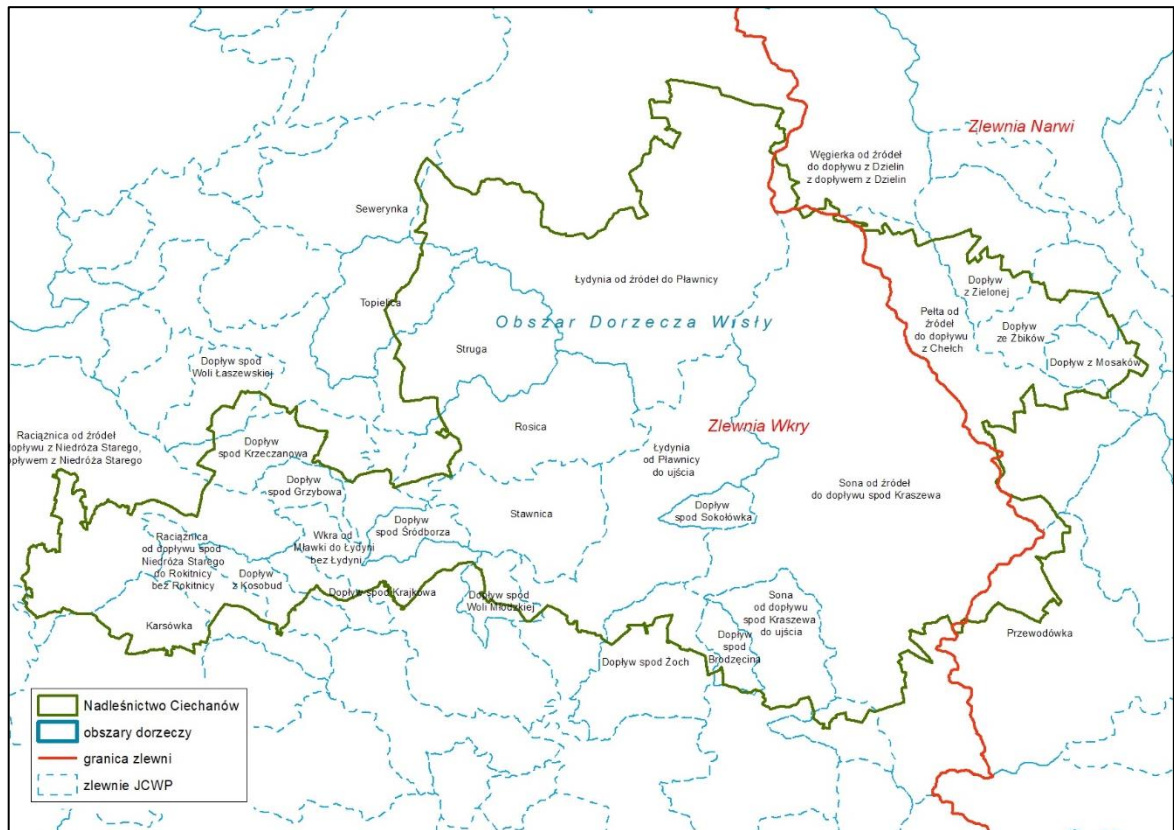 Zlewnia Narwi
Węgierka od źródeł
do dopływu z Dzielin
z dopływem z Dzielin
Sewerynka
Łydynia od źródeł do Pławnicy
Dopływ
z Zielonej
Topielica
Obszar Dorzecza Wisły
Pełta od
źródeł
do dopływu
z Chełch
Dopływ
ze Żbików
Struga
Dopływ z Mosaków
Dopływ spod
Woli Łaszewskiej
Rosica
Zlewnia Wkry
Raciążnica od źródeł
dopływu z Niedróża Starego,
opływem z Niedróża Starego
Dopływ
spod Krzeczanowa
Łydynia
od Pławnicy
do ujścia
Sona od źródeł
do dopływu spod Kraszewa
Dopływ
spod Grzybowa
Dopływ
spod Sokołówka
Stawnica
Dopływ
spod Śródborza
Wkra od
Mławki do Łydyni
bez Łydyni
Raciążnica
od dopływu spod
Niedróża Starego
do Rokitnicy
bez Rokitnicy
Dopływ
z Kosobud
Dopływ spod Krajkowa
Dopływ spod
Woli Młodzkiej
Sona
od dopływu
spod Kraszewa
do ujścia
Karsówka
Przewodówka
Dopływ
spod
Brodzęcina
Dopływ spod Żoch
Nadleśnictwo Ciechanów
obszary dorzeczy
granica zlewni
zlewnie JCWP